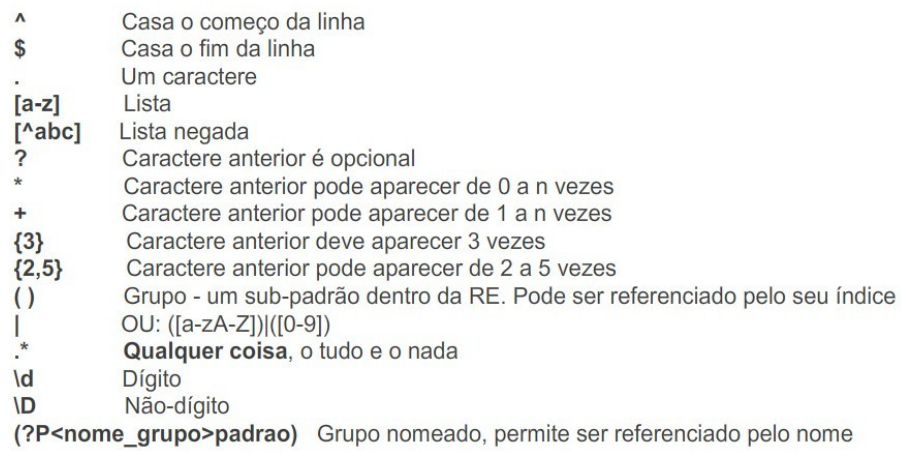 ^ Casa o começo da linha
$ Casa o fim da linha
. Um caractere
[a-z] Lista
[^abc] Lista negada
? Caractere anterior é opcional
* Caractere anterior pode aparecer de 0 a n vezes
+ Caractere anterior pode aparecer de 1 a n vezes
{3} Caractere anterior deve aparecer 3 vezes
{2,5} Caractere anterior pode aparecer de 2 a 5 vezes
( ) Grupo - um sub-padrão dentro da RE. Pode ser referenciado pelo seu índice
| OU: ([a-zA-Z])|([0-9])
.* Qualquer coisa, o tudo e o nada
\d Dígito
\D Não-dígito
(?P<nome_grupo>padrao) Grupo nomeado, permite ser referenciado pelo nome